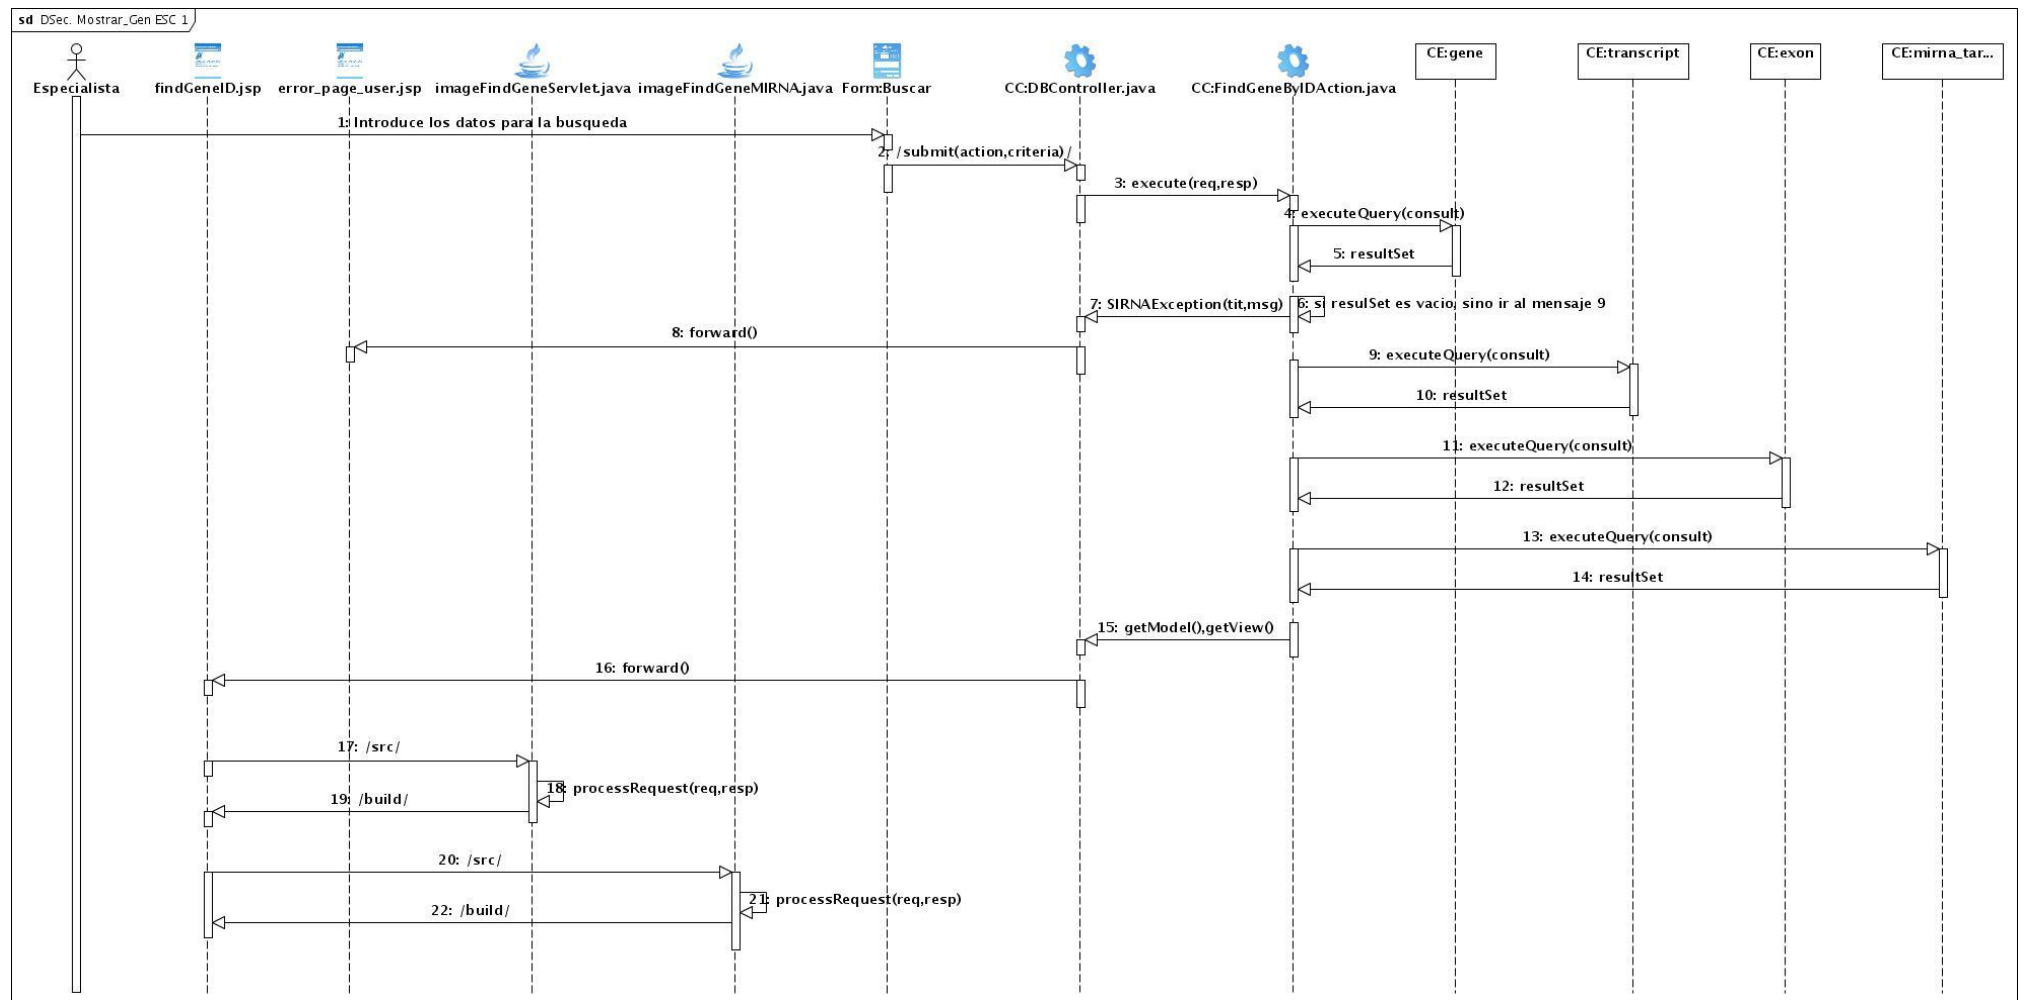 sd DSec. Mostrar_Gen ESC 1
CE:gene
CE:transcript
CE:exon
CE:mirna_tar...
Especialista
findGeneID.jsp
error_page_user.jsp
imageFindGeneServlet.java
imageFindGeneMIRNA.java
Form:Buscar
CC:DBController.java
CC:FindGeneByIDAction.java
1: Introduce los datos para la busqueda
2: /submit(action,criteria)/
3: execute(req,resp)
4: executeQuery(consult)
5: resultSet
6: si resulSet es vacio, sino ir al mensaje 9
7: SIRNAException(tit,msg)
8: forward()
9: executeQuery(consult)
10: resultSet
11: executeQuery(consult)
12: resultSet
13: executeQuery(consult)
14: resultSet
15: getModel(),getView()
16: forward()
17: /src/
18: processRequest(req,resp)
19: /build/
20: /src/
21: processRequest(req,resp)
22: /build/